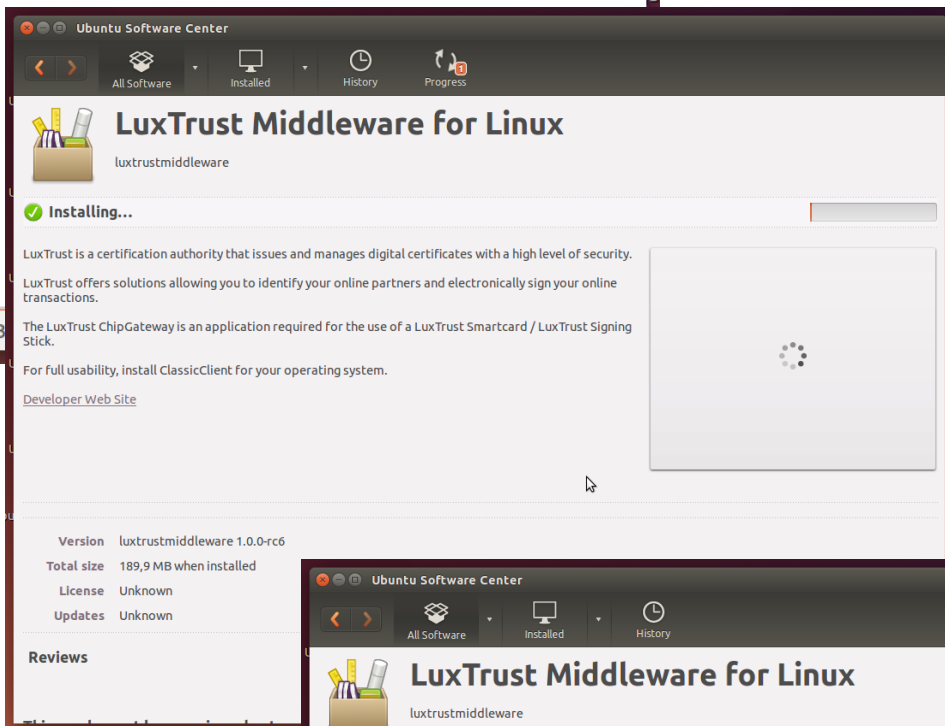 Ubuntu Software Center
All Software
Installed
History
Progress
1
LuxTrust Middleware for Linux
luxtrustmiddleware
Installing...
LuxTrust is a certification authority that issues and manages digital certificates with a high level of security.
LuxTrust offers solutions allowing you to identify your online partners and electronically sign your online
transactions.
The LuxTrust ChipGateway is an application required for the use of a LuxTrust Smartcard / LuxTrust Signing
Stick.
For full usability, install ClassicClient for your operating system.
Developer Web Site
Version luxtrustmiddleware 1.0.0-rc6
Total size 189,9 MB when installed
License Unknown
Updates Unknown
Reviews
Ubuntu Software Center
All Software
Installed
History
LuxTrust Middleware for Linux
luxtrustmiddleware